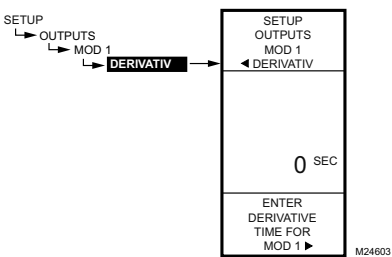 SETUP
OUTPUTS
MOD 1
DERIVATIV
SETUP
OUTPUTS
MOD 1
◄ DERIVATIV
0 SEC
ENTER
DERIVATIVE
TIME FOR
MOD 1 ►
M24603